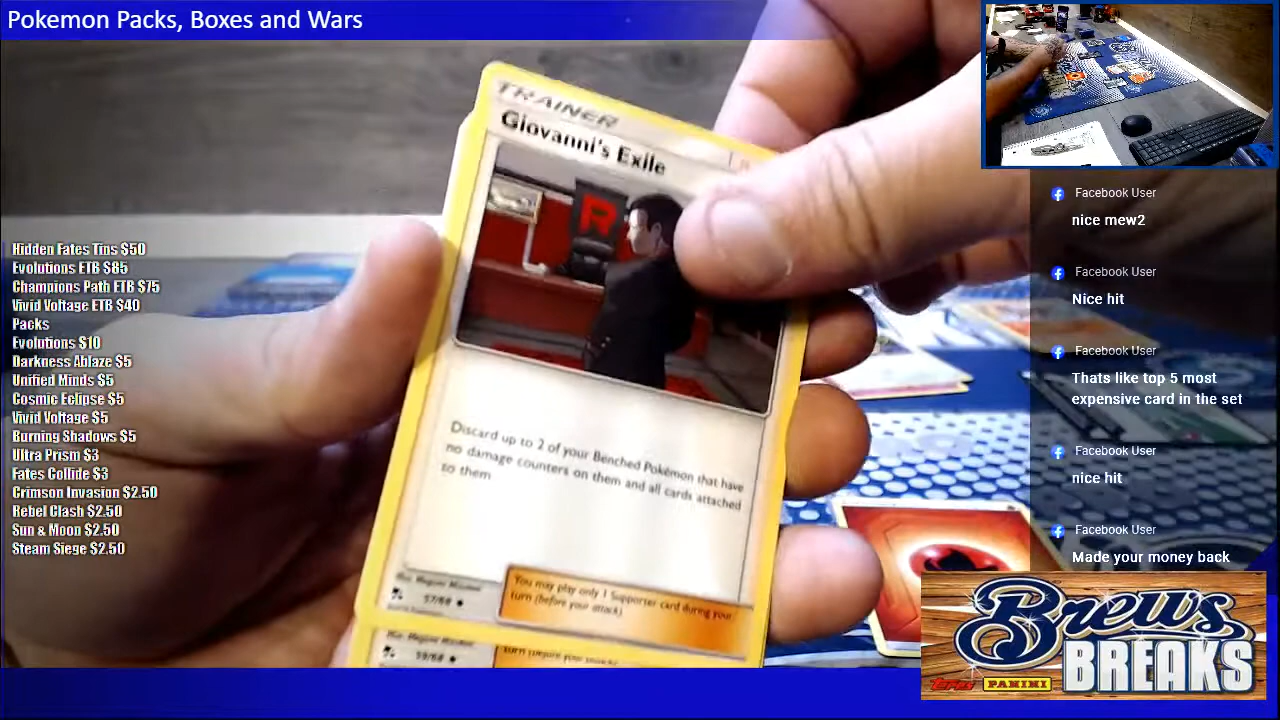 Pokemon Packs, Boxes and Wars
TRAINER
Giovanni's Exile
R
Discard up to 2 of your Benched Pokémon that have
no damage counters on them and all cards attached
to them
57/68
You may play only 1 Supporter card during your
turn (before your attack)
59/68
Hidden Fates Tins $50
Evolutions ETB $85
Champions Path ETB $75
Vivid Voltage ETB $40
Packs
Evolutions $10
Darkness Ablaze $5
Unified Minds $5
Cosmic Eclipse $5
Vivid Voltage $5
Burning Shadows $5
Ultra Prism $3
Fates Collide $3
Crimson Invasion $2.50
Rebel Clash $2.50
Sun & Moon $2.50
Steam Siege $2.50
Facebook User
nice mew2
Facebook User
Nice hit
Facebook User
Thats like top 5 most
expensive card in the set
Facebook User
nice hit
Facebook User
Made your money back
Brews
BREAKS
Topps PANINI